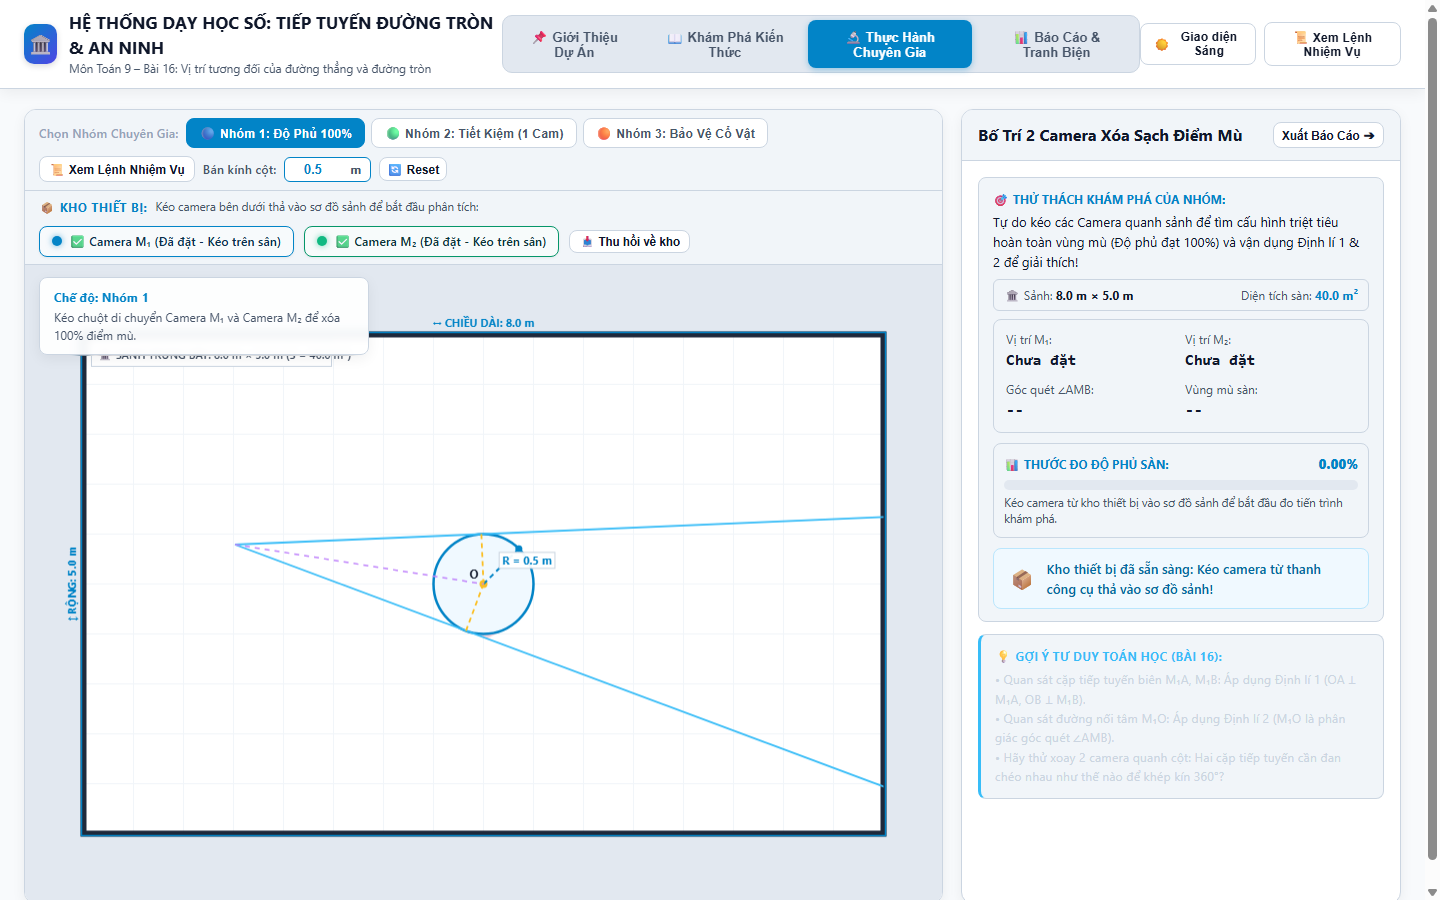 HỆ THỐNG DẠY HỌC SỐ: TIẾP TUYẾN ĐƯỜNG TRÒN
& AN NINH
Môn Toán 9 – Bài 16: Vị trí tương đối của đường thẳng và đường tròn
Giới Thiệu
Dự Án
Khám Phá Kiến
Thức
Thực Hành
Chuyên Gia
Báo Cáo &
Tranh Biện
Giao diện
Sáng
Xem Lệnh
Nhiệm Vụ
Chọn Nhóm Chuyên Gia:
Nhóm 1: Độ Phủ 100%
Nhóm 2: Tiết Kiệm (1 Cam)
Nhóm 3: Bảo Vệ Cổ Vật
Xem Lệnh Nhiệm Vụ
Bán kính cột:
0.5 m
Reset
KHO THIẾT BỊ: Kéo camera bên dưới thả vào sơ đồ sảnh để bắt đầu phân tích:
Camera M₁ (Đã đặt - Kéo trên sân)
Camera M₂ (Đã đặt - Kéo trên sân)
Thu hồi về kho
Chế độ: Nhóm 1
Kéo chuột di chuyển Camera M₁ và Camera M₂ để xóa
100% điểm mù.
↔ CHIỀU DÀI: 8.0 m
↕ RỘNG: 5.0 m
O
R = 0.5 m
Bố Trí 2 Camera Xóa Sạch Điểm Mù
Xuất Báo Cáo ➔
THỬ THÁCH KHÁM PHÁ CỦA NHÓM:
Tự do kéo các Camera quanh sảnh để tìm cấu hình triệt tiêu
hoàn toàn vùng mù (Độ phủ đạt 100%) và vận dụng Định lí 1 &
2 để giải thích!
Sảnh: 8.0 m × 5.0 m
Diện tích sàn: 40.0 m²
Vị trí M₁:
Chưa đặt
Vị trí M₂:
Chưa đặt
Góc quét ∠AMB:
--
Vùng mù sàn:
--
THƯỚC ĐO ĐỘ PHỦ SÀN:
0.00%
Kéo camera từ kho thiết bị vào sơ đồ sảnh để bắt đầu đo tiến trình
khám phá.
Kho thiết bị đã sẵn sàng: Kéo camera từ thanh
công cụ thả vào sơ đồ sảnh!
GỢI Ý TƯ DUY TOÁN HỌC (BÀI 16):
• Quan sát cặp tiếp tuyến biên M₁A, M₁B: Áp dụng Định lí 1 (OA ⊥
M₁A, OB ⊥ M₁B).
• Quan sát đường nối tâm M₁O: Áp dụng Định lí 2 (M₁O là phân
giác góc quét ∠AMB).
• Hãy thử xoay 2 camera quanh cột: Hai cặp tiếp tuyến cần đan
chéo nhau như thế nào để khép kín 360°?